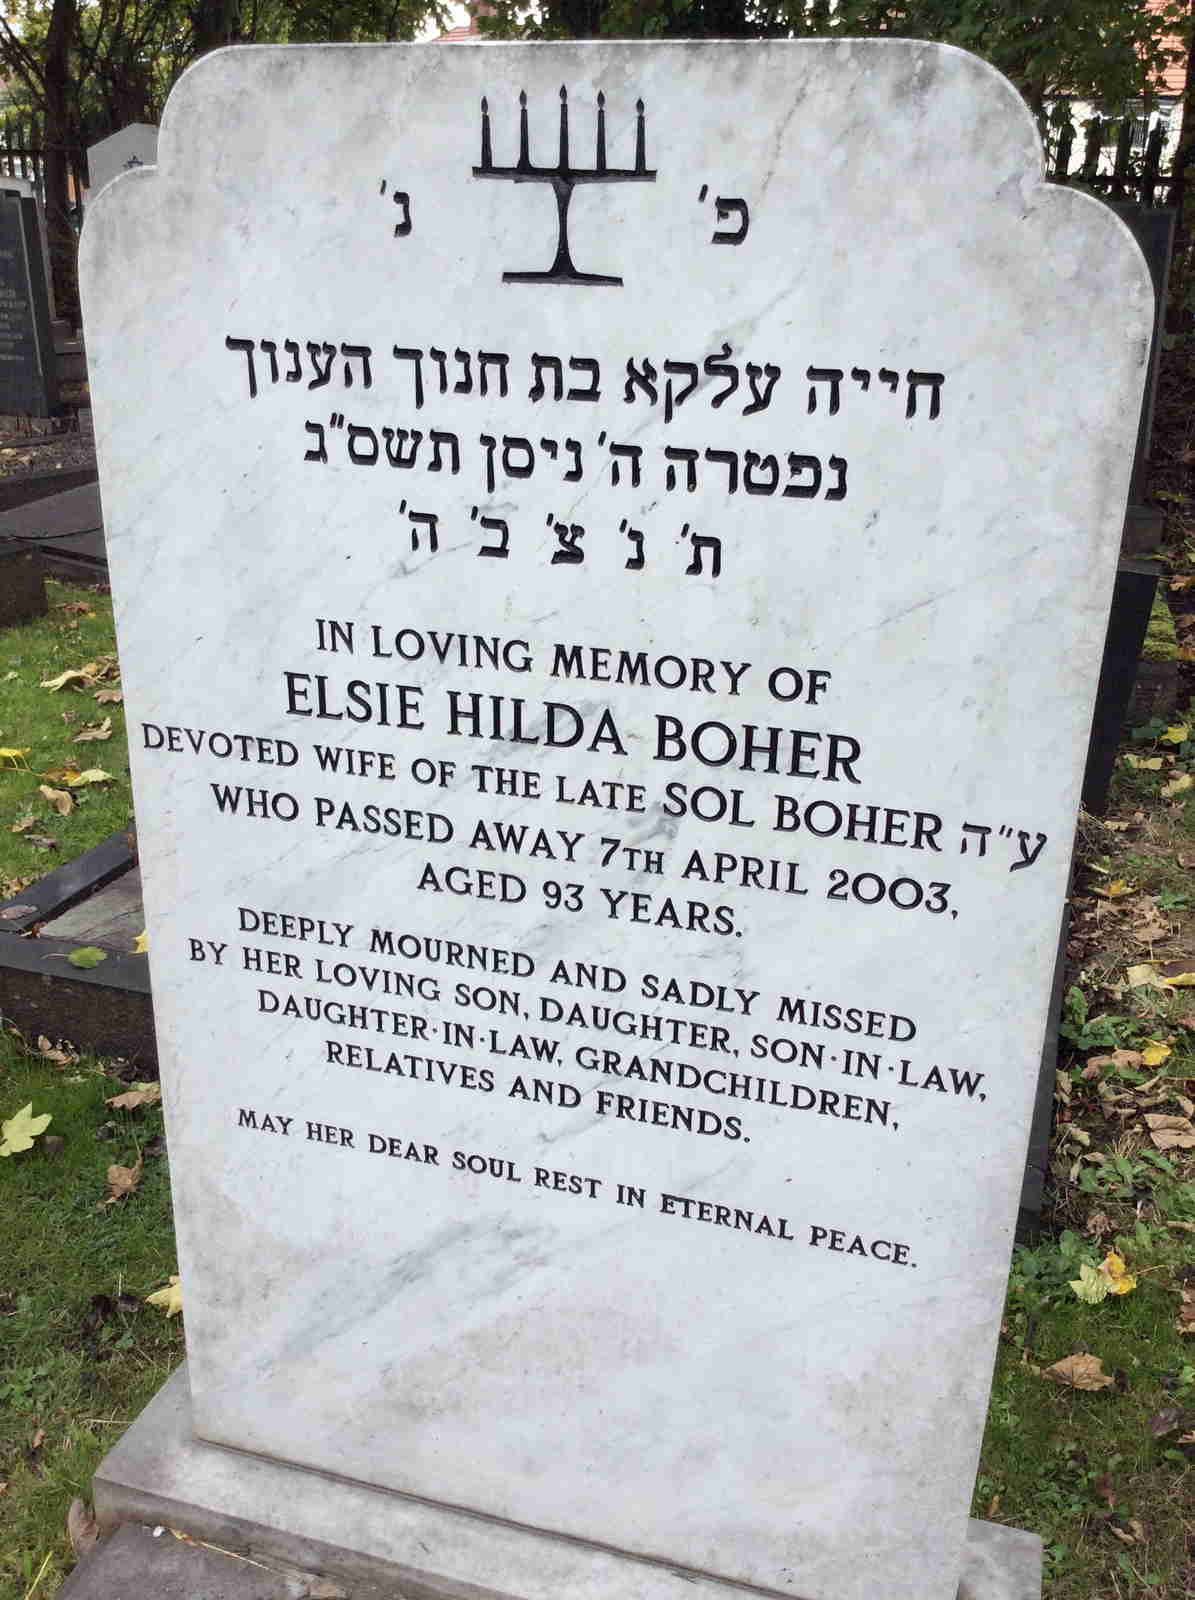 פ' נ'
חייה עלקא בת חנוך הענוך
נפטרה ה' ניסן תשס"ג
ת' נ' צ' ב' ה'
IN LOVING MEMORY OF
ELSIE HILDA BOHER
DEVOTED WIFE OF THE LATE SOL BOHER ע"ה
WHO PASSED AWAY 7TH APRIL 2003,
AGED 93 YEARS.
DEEPLY MOURNED AND SADLY MISSED
BY HER LOVING SON, DAUGHTER, SON·IN·LAW,
DAUGHTER·IN·LAW, GRANDCHILDREN,
RELATIVES AND FRIENDS.
MAY HER DEAR SOUL REST IN ETERNAL PEACE.